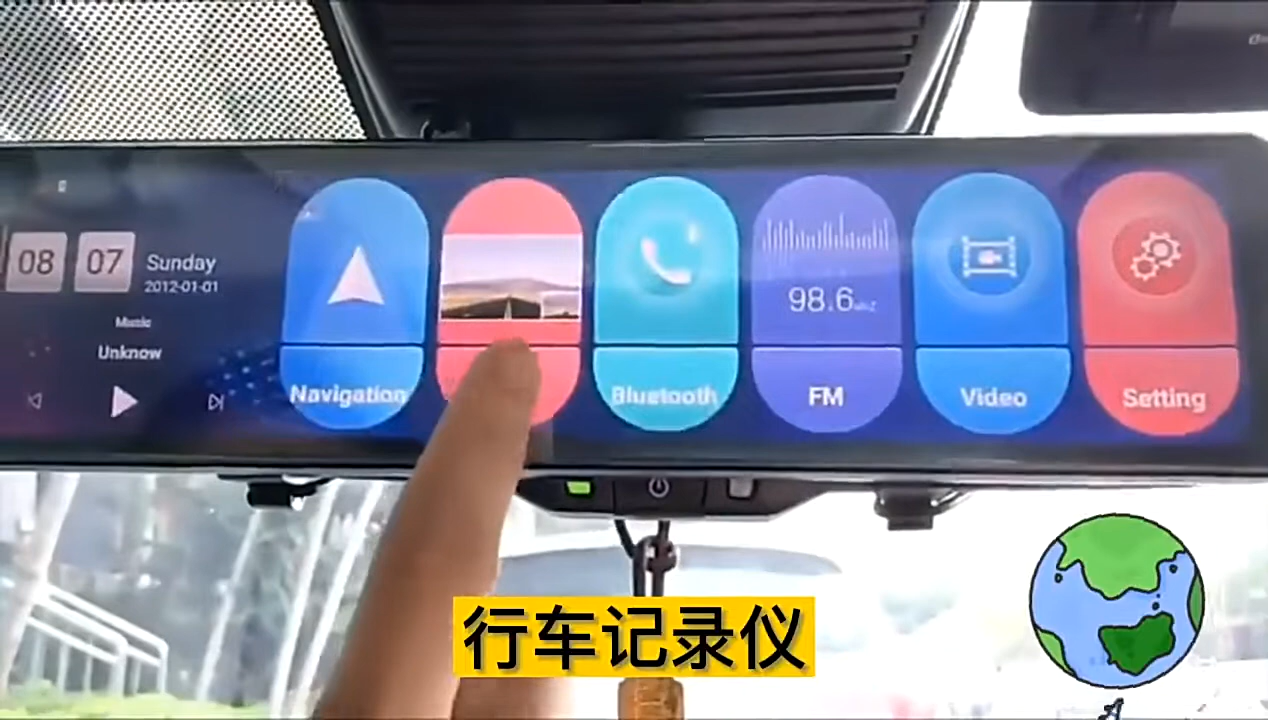 08 07
Sunday
2012-01-01
Music
Unknow
Navigation
Bluetooth
98.6
FM
Video
Setting
行车记录仪